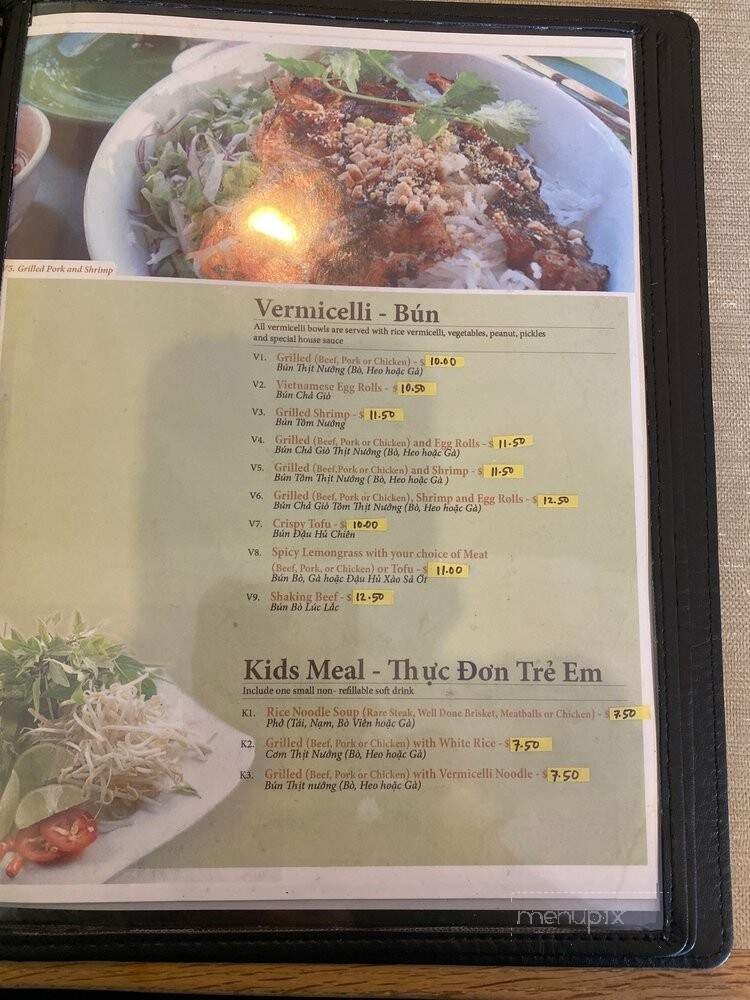 V5. Grilled Pork and Shrimp
Vermicelli - Bún
All vermicelli bowls are served with rice vermicelli, vegetables, peanut, pickles
and special house sauce
V1. Grilled (Beef, Pork or Chicken) - $ 10.00
Bún Thịt Nướng (Bò, Heo hoặc Gà)
V2. Vietnamese Egg Rolls - $ 10.50
Bún Chả Giò
V3. Grilled Shrimp - $ 11.50
Bún Tôm Nướng
V4. Grilled (Beef, Pork or Chicken) and Egg Rolls - $ 11.50
Bún Chả Giò Thịt Nướng (Bò, Heo hoặc Gà)
V5. Grilled (Beef,Pork or Chicken) and Shrimp - $ 11.50
Bún Tôm Thịt Nướng ( Bò, Heo hoặc Gà )
V6. Grilled (Beef, Pork or Chicken), Shrimp and Egg Rolls - $ 12.50
Bún Chả Giò Tôm Thịt Nướng (Bò, Heo hoặc Gà)
V7. Crispy Tofu - $ 10.00
Bún Đậu Hủ Chiên
V8. Spicy Lemongrass with your choice of Meat
(Beef, Pork, or Chicken) or Tofu - $ 11.00
Bún Bò, Gà hoặc Đậu Hủ Xào Sả Ớt
V9. Shaking Beef - $ 12.50
Bún Bò Lúc Lắc
Kids Meal - Thực Đơn Trẻ Em
Include one small non- refillable soft drink
K1. Rice Noodle Soup (Rare Steak, Well Done Brisket, Meatballs or Chicken) - $ 7.50
Phở (Tái, Nạm, Bò Viên hoặc Gà)
K2. Grilled (Beef, Pork or Chicken) with White Rice - $ 7.50
Cơm Thịt Nướng (Bò, Heo hoặc Gà)
K3. Grilled (Beef, Pork or Chicken) with Vermicelli Noodle - $ 7.50
Bún Thịt nướng (Bò, Heo hoặc Gà)
menupix